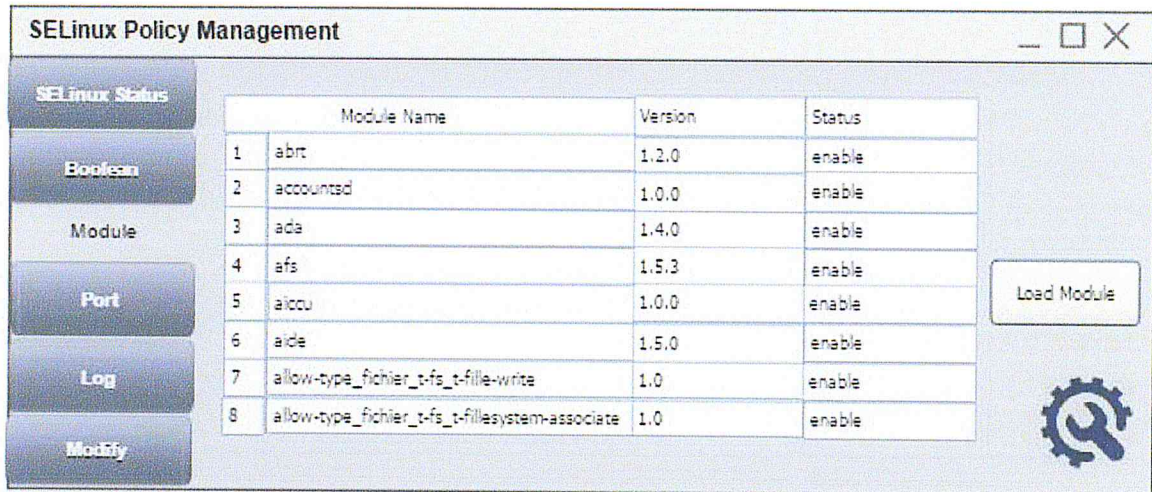 SELinux Policy Management
SELinux Status
Boolean
Module
Port
Log
Modify
Module Name Version Status
1 abrt 1.2.0 enable
2 accountsd 1.0.0 enable
3 ada 1.4.0 enable
4 afs 1.5.3 enable
5 aiccu 1.0.0 enable
6 aide 1.5.0 enable
7 allow-type_fichier_t-fs_t-fille-write 1.0 enable
8 allow-type_fichier_t-fs_t-fillesystem-associate 1.0 enable
Load Module